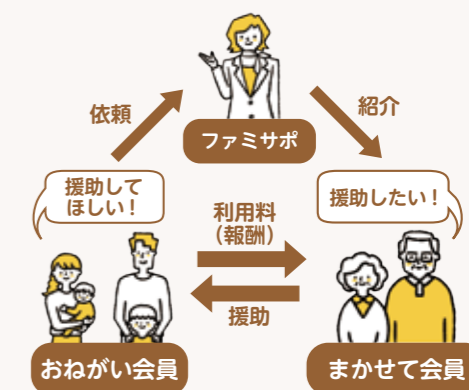 依頼
紹介
ファミサポ
援助して
ほしい！
援助したい！
利用料
（報酬）
援助
おねがい会員
まかせて会員